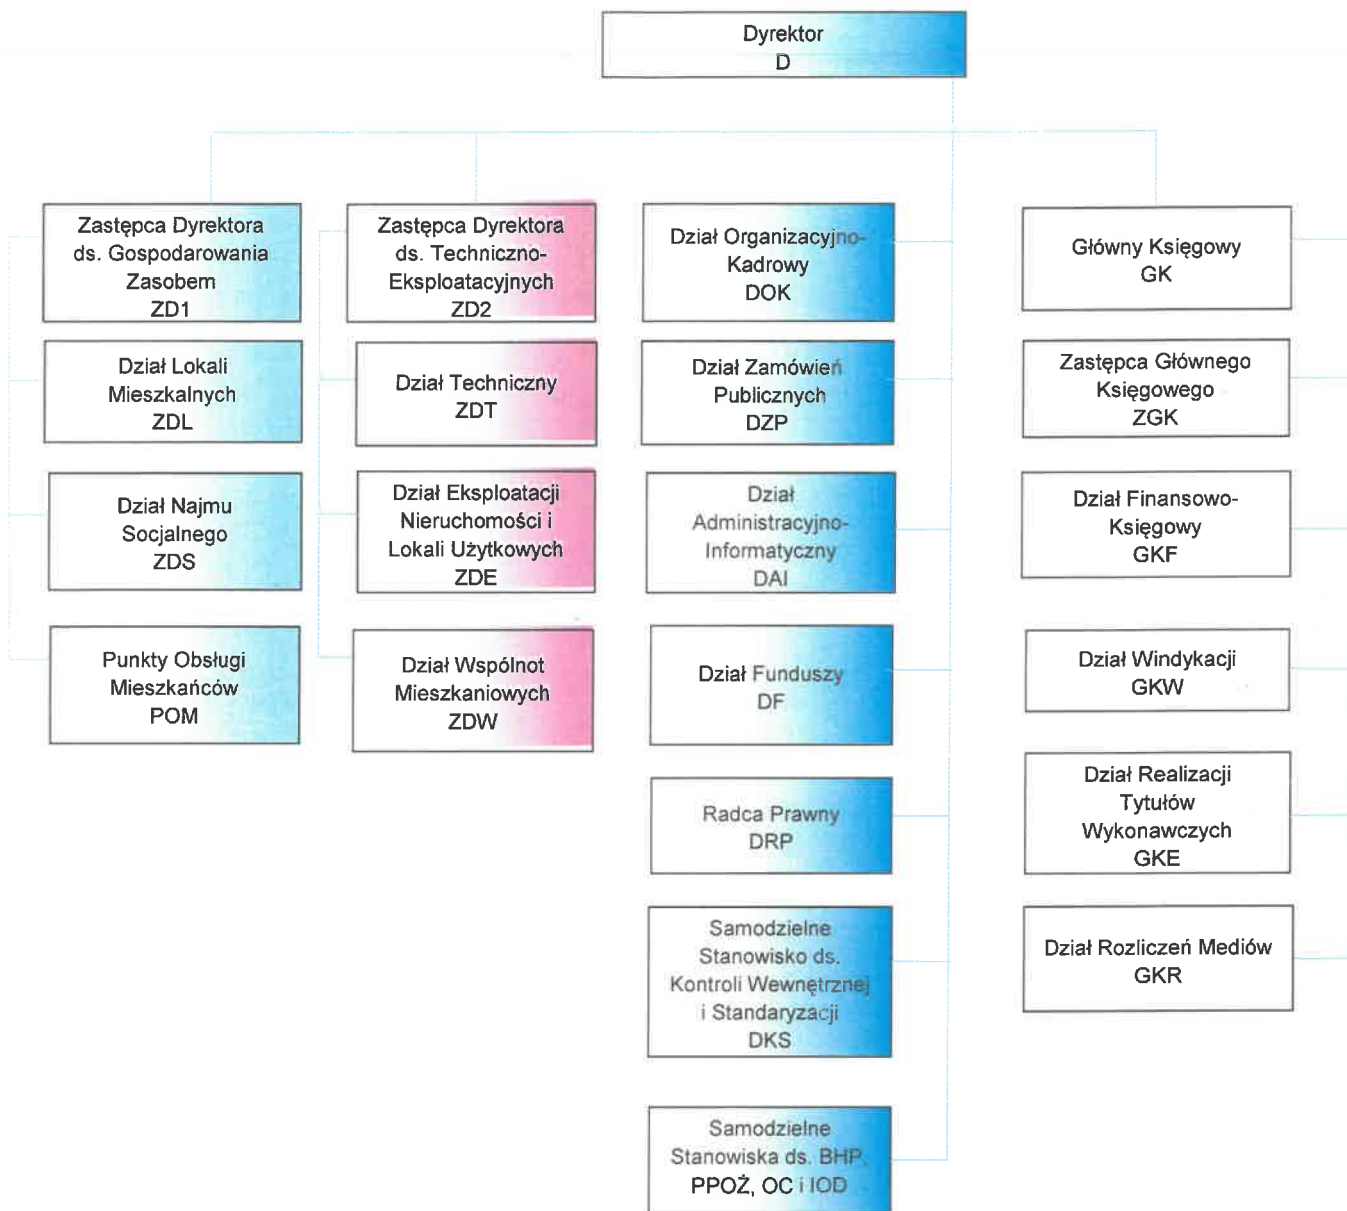 Dyrektor
D
Zastępca Dyrektora
ds. Gospodarowania
Zasobem
ZD1
Dział Lokali
Mieszkalnych
ZDL
Dział Najmu
Socjalnego
ZDS
Punkty Obsługi
Mieszkańców
POM
Zastępca Dyrektora
ds. Techniczno-
Eksploatacyjnych
ZD2
Dział Techniczny
ZDT
Dział Eksploatacji
Nieruchomości i
Lokali Użytkowych
ZDE
Dział Wspólnot
Mieszkaniowych
ZDW
Dział Organizacyjno-
Kadrowy
DOK
Dział Zamówień
Publicznych
DZP
Dział
Administracyjno-
Informatyczny
DAI
Dział Funduszy
DF
Radca Prawny
DRP
Samodzielne
Stanowisko ds.
Kontroli Wewnętrznej
i Standaryzacji
DKS
Samodzielne
Stanowiska ds. BHP,
PPOŻ, OC i IOD
Główny Księgowy
GK
Zastępca Głównego
Księgowego
ZGK
Dział Finansowo-
Księgowy
GKF
Dział Windykacji
GKW
Dział Realizacji
Tytułów
Wykonawczych
GKE
Dział Rozliczeń Mediów
GKR